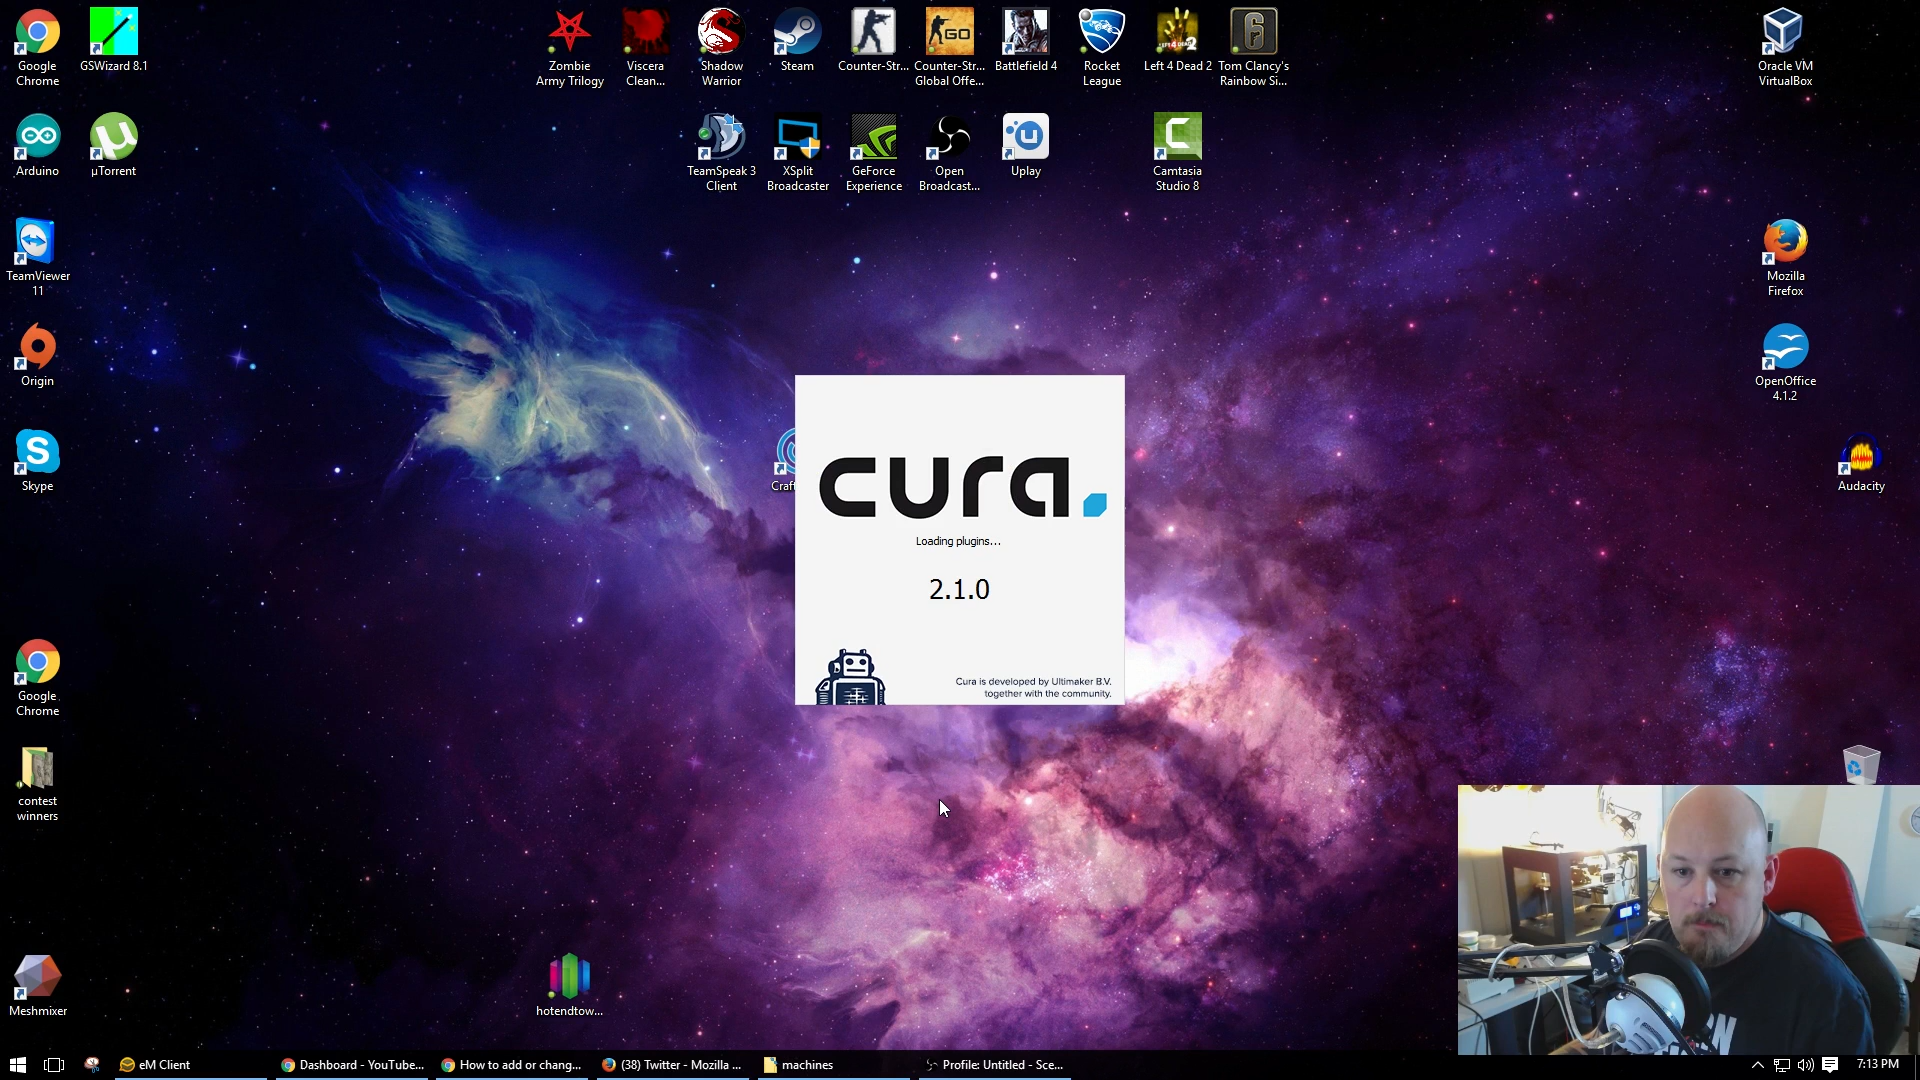 Google
Chrome
GSWizard 8.1
Zombie
Army Trilogy
Viscera
Clean...
Shadow
Warrior
Steam
Counter-Str...
Counter-Str...
Global Offe...
GO
Battlefield 4
Rocket
League
Left 4 Dead 2
Tom Clancy's
Rainbow Si...
Oracle VM
VirtualBox
Arduino
µTorrent
TeamSpeak 3
Client
XSplit
Broadcaster
GeForce
Experience
Open
Broadcast...
Uplay
Camtasia
Studio 8
TeamViewer
11
Mozilla
Firefox
Origin
OpenOffice
4.1.2
Skype
Craft
Audacity
cura.
Loading plugins...
2.1.0
Cura is developed by Ultimaker B.V.
together with the community.
Google
Chrome
contest
winners
Meshmixer
hotendtow...
eM Client
Dashboard - YouTube...
How to add or chang...
(38) Twitter - Mozilla ...
machines
Profile: Untitled - Sce...
7:13 PM